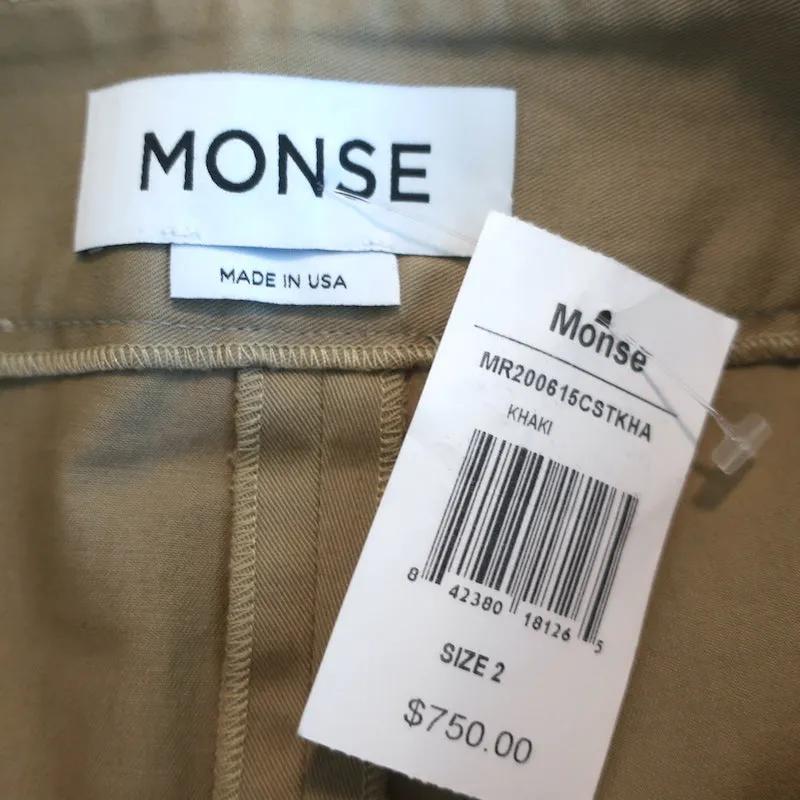 MONSE
MADE IN USA
Monse
MR200615CSTKHA
KHAKI
8 42380 18126 5
SIZE 2
$750.00